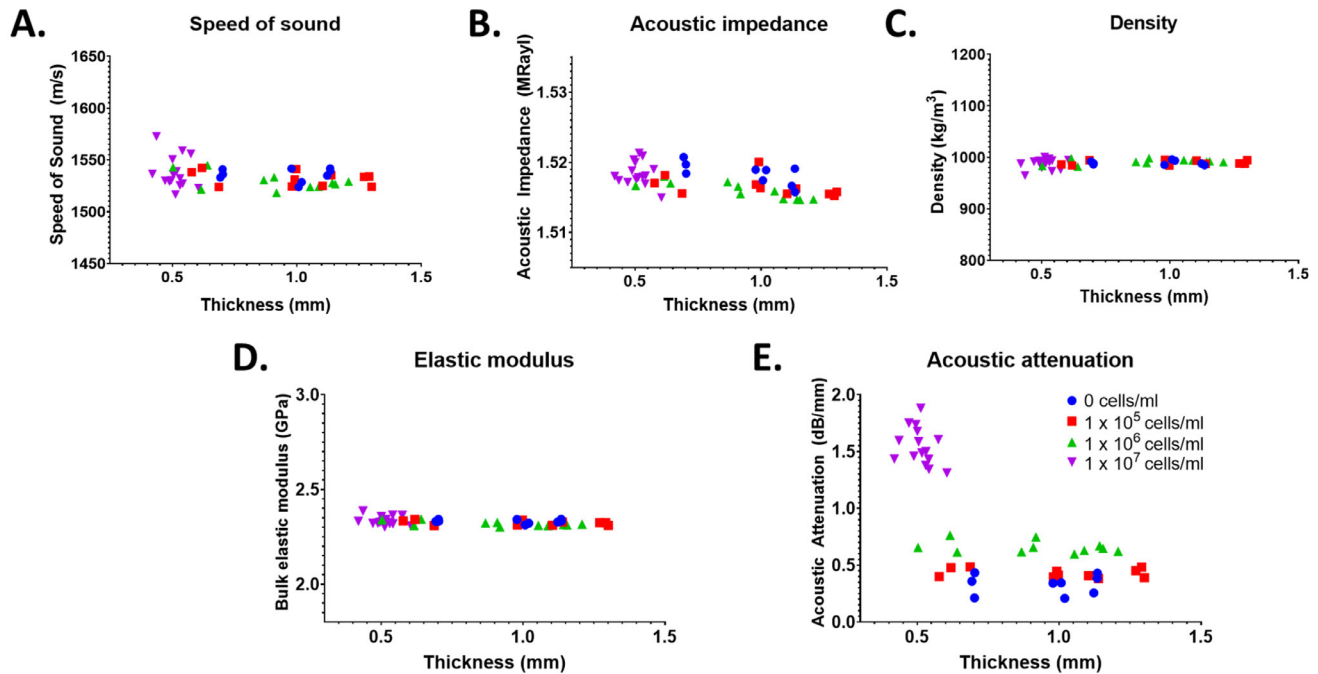 A.
Speed of sound
Speed of Sound (m/s)
1650
1600
1550
1500
1450
0.5
1.0
1.5
Thickness (mm)
B.
Acoustic impedance
Acoustic Impedance (MRayl)
1.53
1.52
1.51
0.5
1.0
1.5
Thickness (mm)
C.
Density
Density (kg/m³)
1200
1100
1000
900
800
0.5
1.0
1.5
Thickness (mm)
D.
Elastic modulus
Bulk elastic modulus (GPa)
3.0
2.5
2.0
0.5
1.0
1.5
Thickness (mm)
E.
Acoustic attenuation
Acoustic Attenuation (dB/mm)
2.0
1.5
1.0
0.5
0.0
0.5
1.0
1.5
Thickness (mm)
0 cells/ml
1 x 10⁵ cells/ml
1 x 10⁶ cells/ml
1 x 10⁷ cells/ml